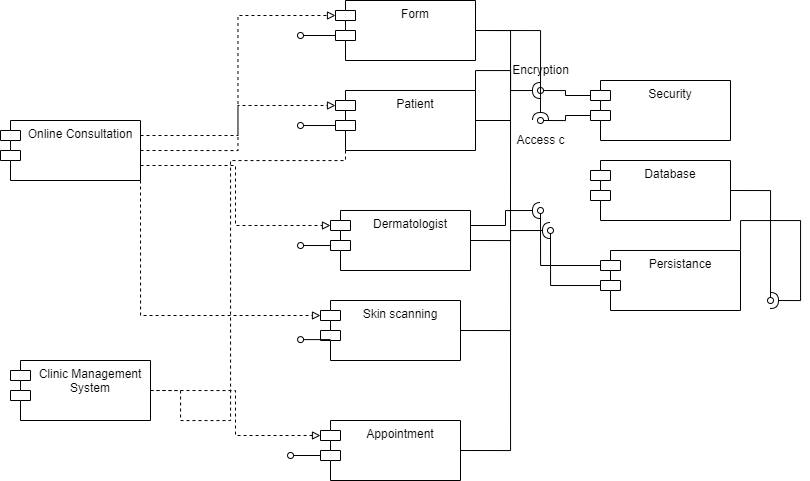 Form
Encryption
Patient
Security
Online Consultation
Access c
Database
Dermatologist
Persistance
Skin scanning
Clinic Management
System
Appointment